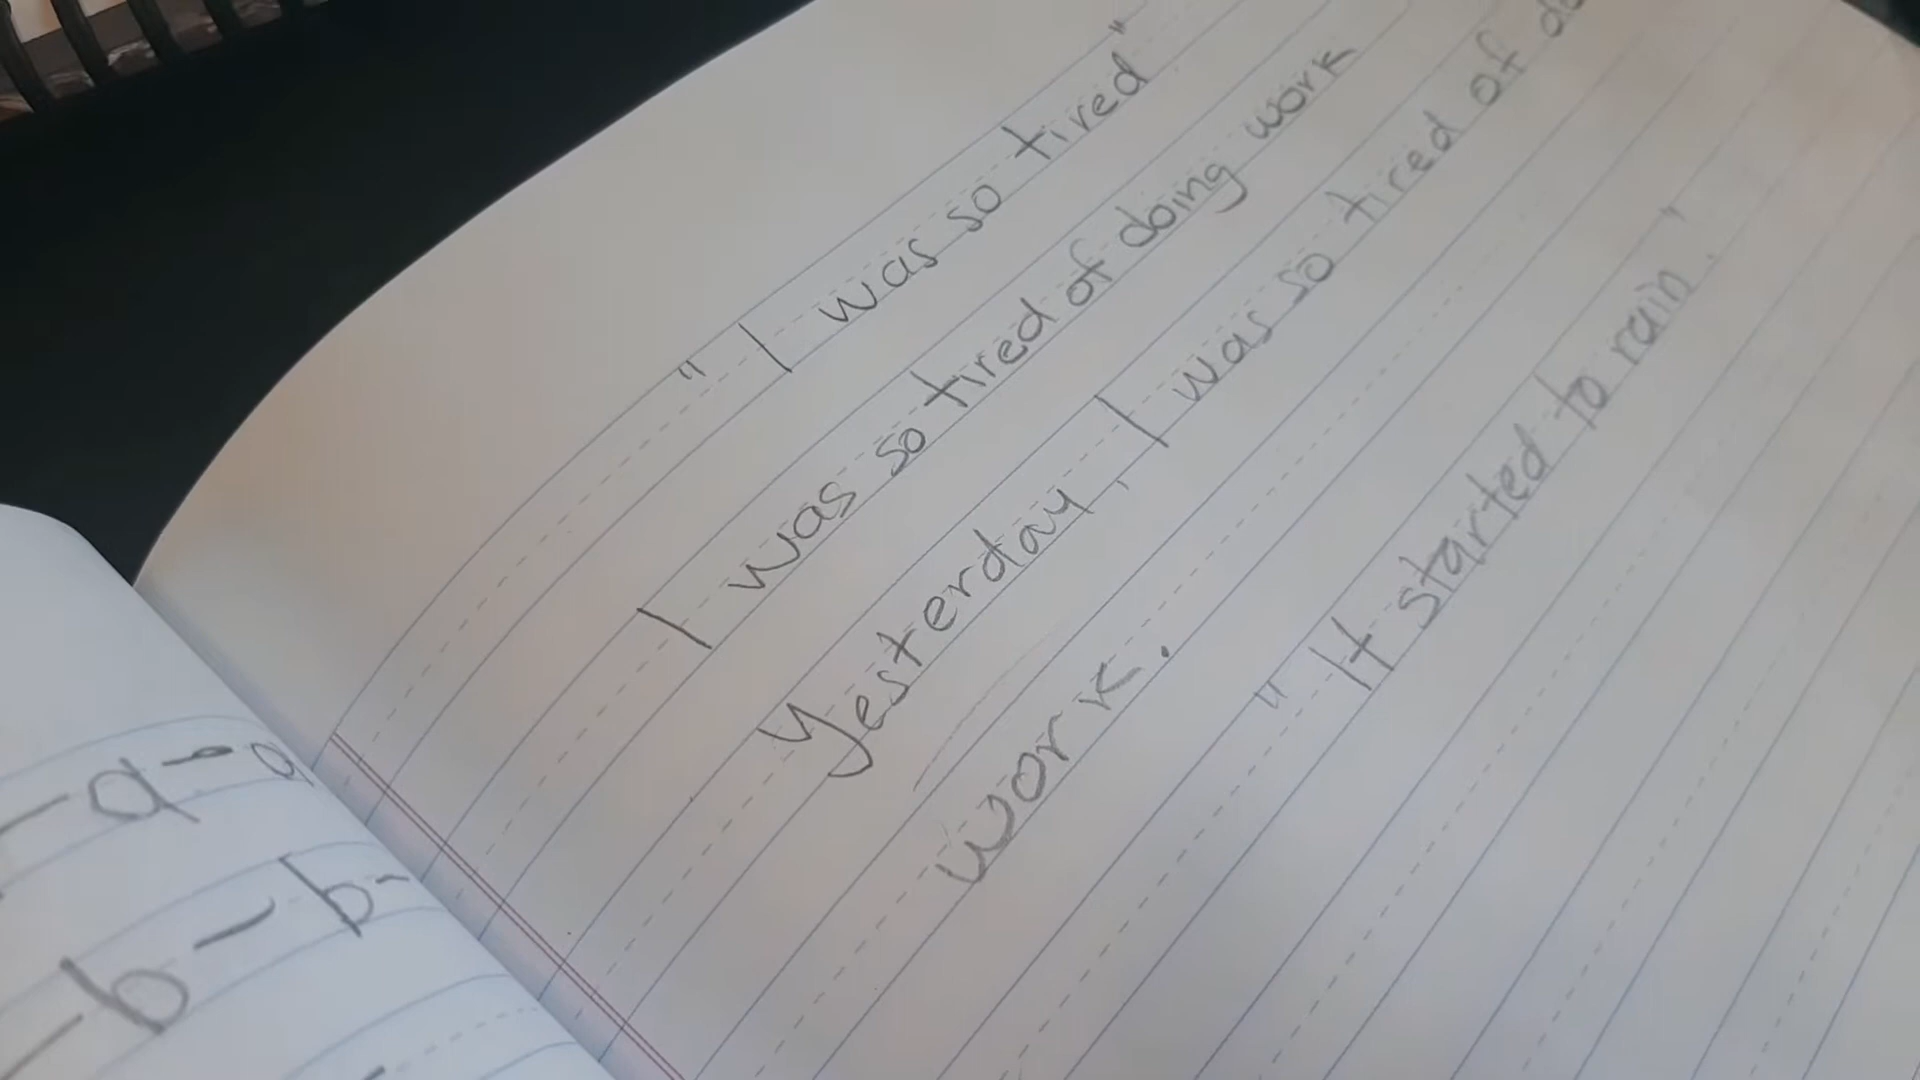 " I was so tired"
I was so tired of doing work
Yesterday, I was so tired of
work.
" It started to rain."